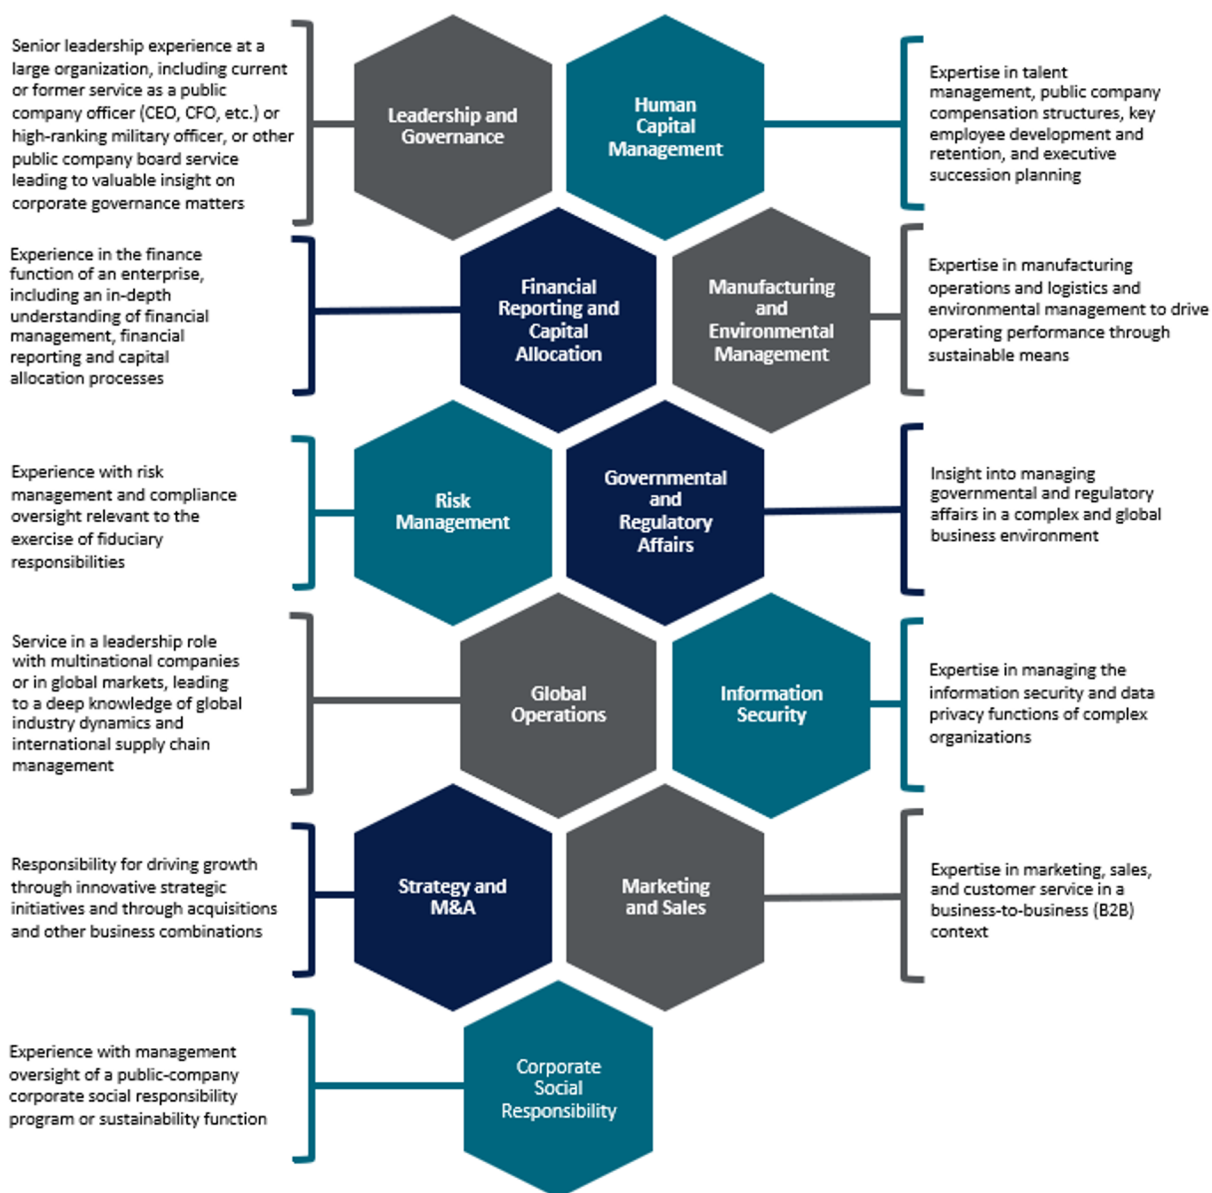 Senior leadership experience at a
large organization, including current
or former service as a public
company officer (CEO, CFO, etc.) or
high-ranking military officer, or other
public company board service
leading to valuable insight on
corporate governance matters
Leadership and
Governance
Human
Capital
Management
Expertise in talent
management, public company
compensation structures, key
employee development and
retention, and executive
succession planning
Experience in the finance
function of an enterprise,
including an in-depth
understanding of financial
management, financial
reporting and capital
allocation processes
Financial
Reporting and
Capital
Allocation
Manufacturing
and
Environmental
Management
Expertise in manufacturing
operations and logistics and
environmental management to drive
operating performance through
sustainable means
Experience with risk
management and compliance
oversight relevant to the
exercise of fiduciary
responsibilities
Risk
Management
Governmental
and
Regulatory
Affairs
Insight into managing
governmental and regulatory
affairs in a complex and global
business environment
Service in a leadership role
with multinational companies
or in global markets, leading
to a deep knowledge of global
industry dynamics and
international supply chain
management
Global
Operations
Information
Security
Expertise in managing the
information security and data
privacy functions of complex
organizations
Responsibility for driving growth
through innovative strategic
initiatives and through acquisitions
and other business combinations
Strategy and
M&A
Marketing
and Sales
Expertise in marketing, sales,
and customer service in a
business-to-business (B2B)
context
Experience with management
oversight of a public-company
corporate social responsibility
program or sustainability function
Corporate
Social
Responsibility